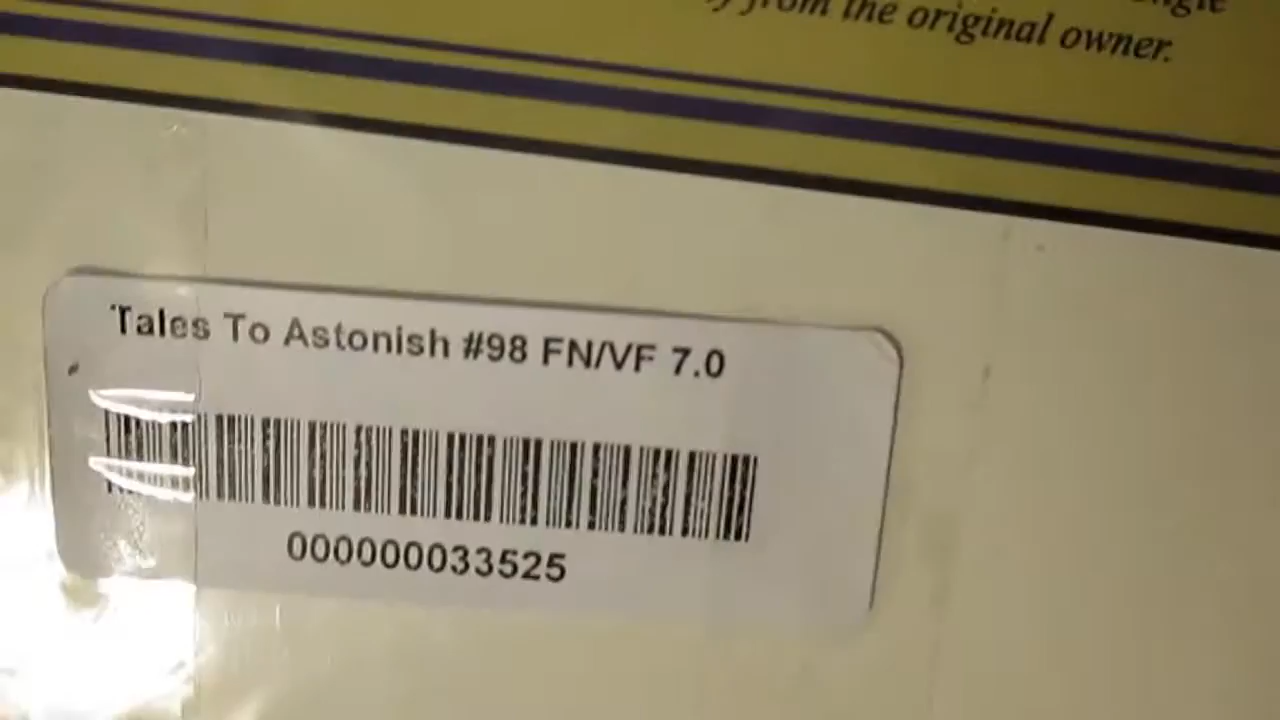 from the original owner.
Tales To Astonish #98 FN/VF 7.0
000000033525